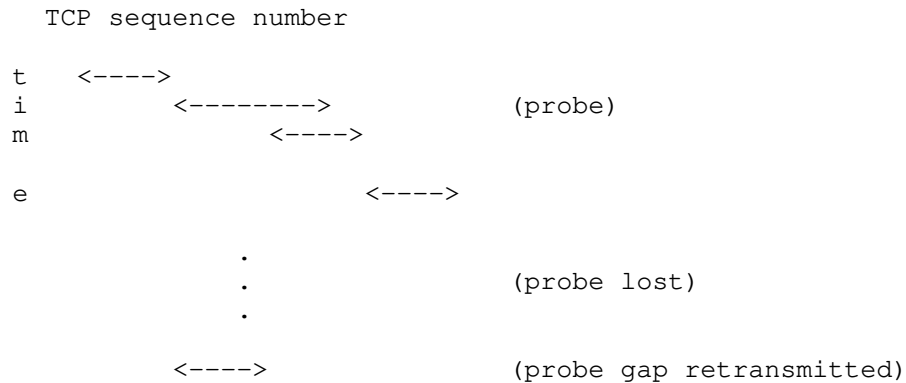 TCP sequence number
t <---->
i <--------> (probe)
m <---->
e <---->
.
. (probe lost)
.
<----> (probe gap retransmitted)